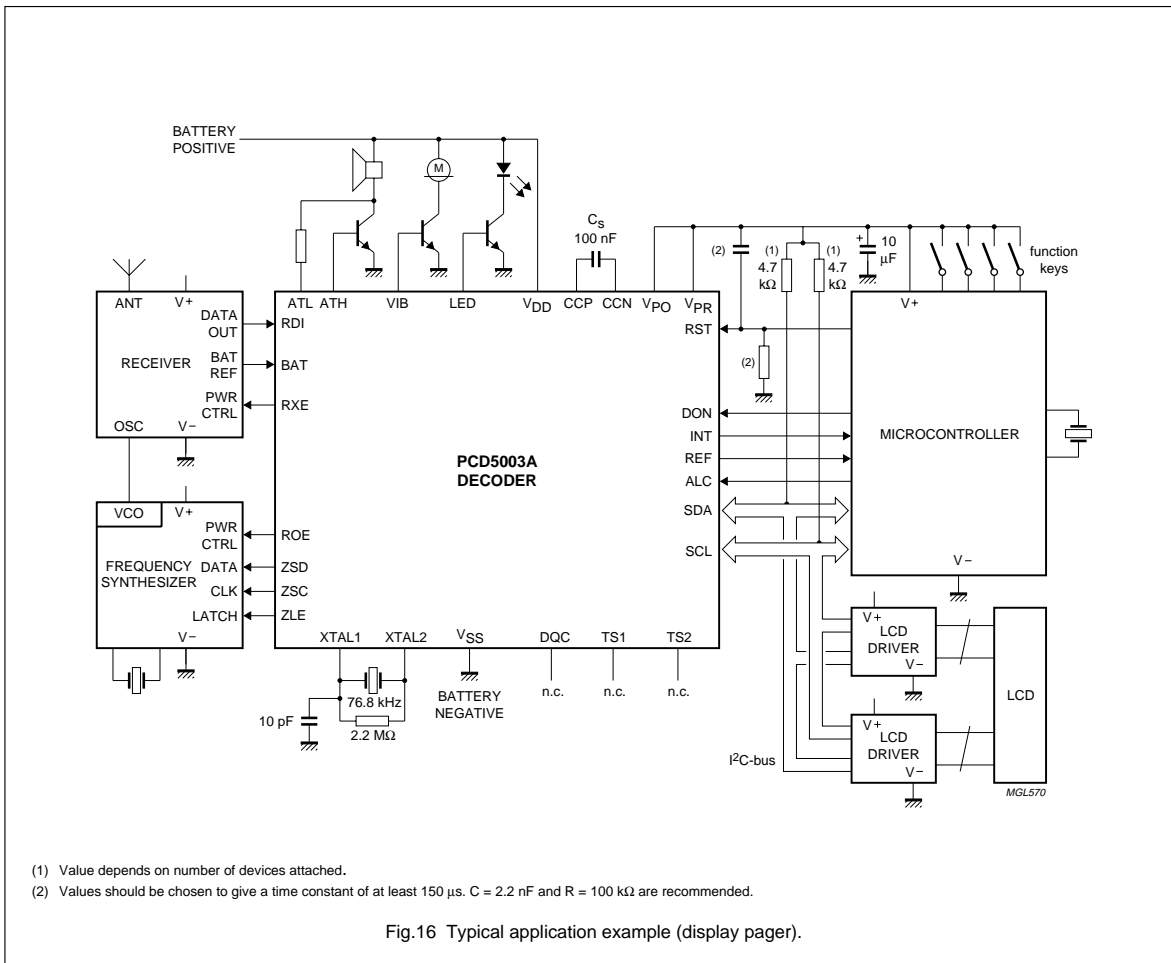 BATTERY
POSITIVE
M
CS
100 nF
(2)
(1)
4.7
kΩ
(1)
4.7
kΩ
+
10
μF
function
keys
ANT
V+
DATA
OUT
RECEIVER
BAT
REF
PWR
CTRL
OSC
V−
ATL
ATH
VIB
LED
VDD
CCP
CCN
VPO
VPR
RDI
BAT
RXE
RST
(2)
DON
INT
REF
ALC
SDA
SCL
PCD5003A
DECODER
V+
MICROCONTROLLER
V−
VCO
V+
PWR
CTRL
FREQUENCY
SYNTHESIZER
DATA
CLK
LATCH
V−
ROE
ZSD
ZSC
ZLE
XTAL1
XTAL2
VSS
DQC
TS1
TS2
76.8 kHz
10 pF
2.2 MΩ
BATTERY
NEGATIVE
n.c.
n.c.
n.c.
V+
LCD
DRIVER
V−
V+
LCD
DRIVER
V−
LCD
I2C-bus
MGL570
(1) Value depends on number of devices attached.
(2) Values should be chosen to give a time constant of at least 150 μs. C = 2.2 nF and R = 100 kΩ are recommended.
Fig.16 Typical application example (display pager).